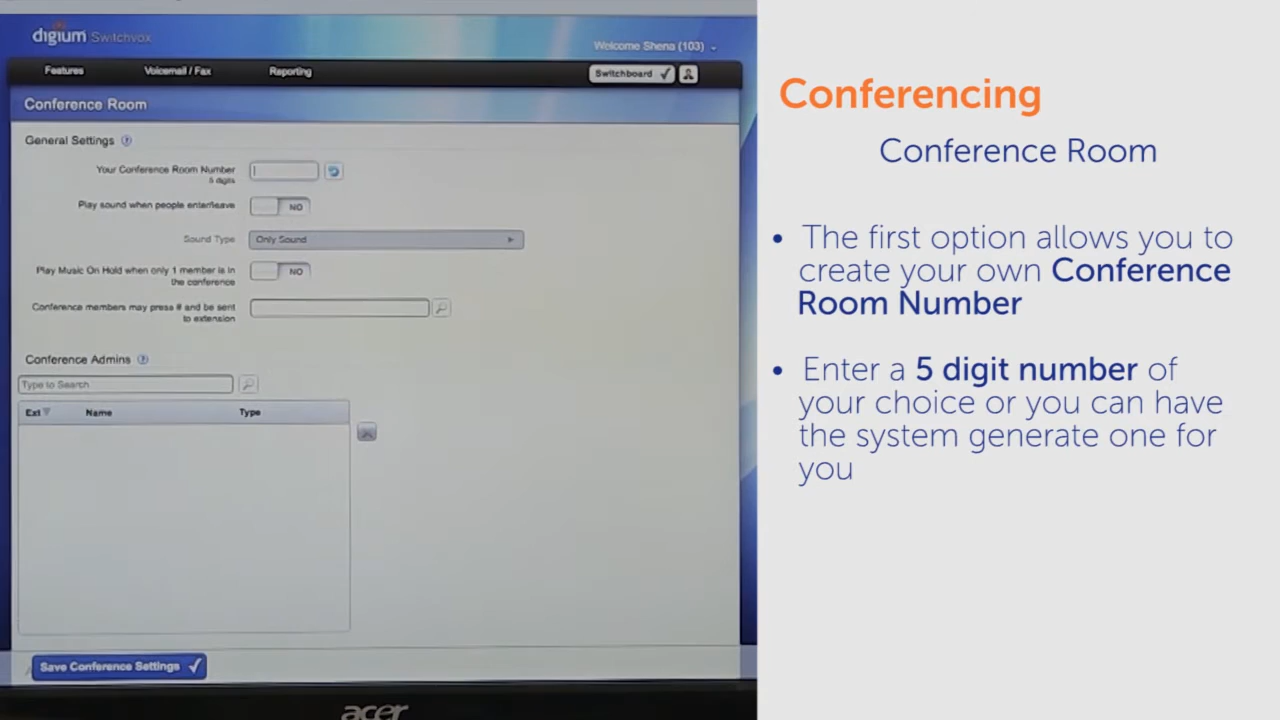 digium Switchvox
Welcome Shena (103)
Features Voicemail / Fax Reporting
Switchboard
Conference Room
General Settings ?
Your Conference Room Number
5 digits
Play sound when people enter/leave NO
Sound Type Only Sound
Play Music On Hold when only 1 member is in
the conference NO
Conference members may press # and be sent
to extension
Conference Admins ?
Type to Search
Ext Name Type
Save Conference Settings
acer
Conferencing
Conference Room
• The first option allows you to
create your own Conference
Room Number
• Enter a 5 digit number of
your choice or you can have
the system generate one for
you